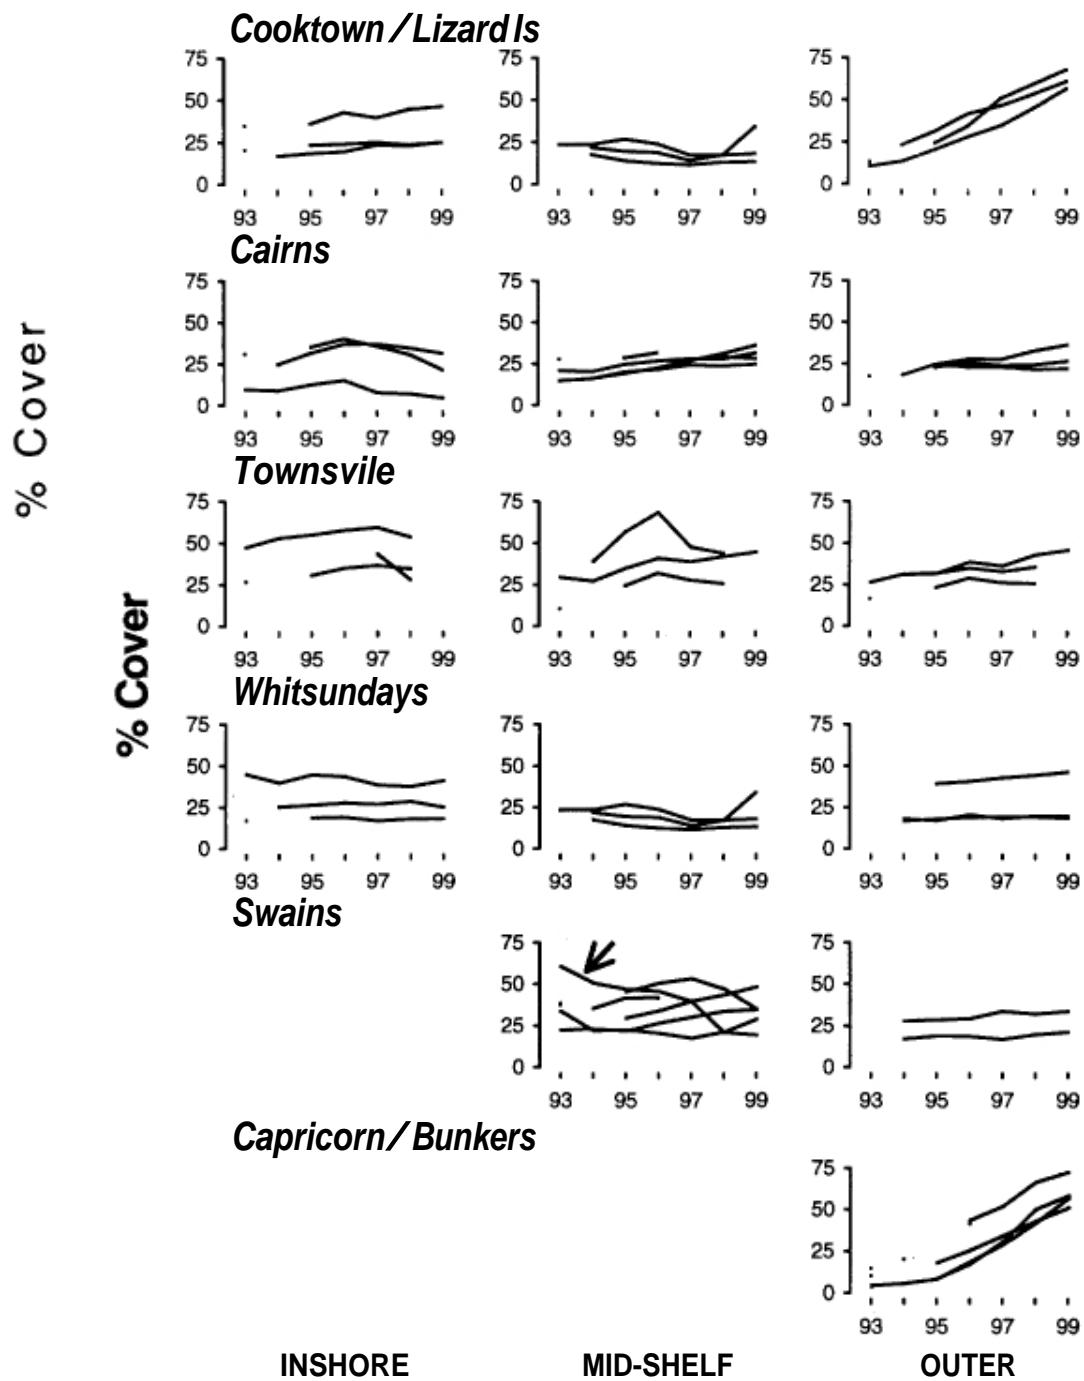 Cooktown/Lizard Is
75 75 75
50 50 50
25 25 25
0 0 0
93 95 97 99 93 95 97 99 93 95 97 99
Cairns
75 75 75
50 50 50
25 25 25
0 0 0
93 95 97 99 93 95 97 99 93 95 97 99
% Cover
Townsvile
75 75 75
50 50 50
25 25 25
0 0 0
93 95 97 99 93 95 97 99 93 95 97 99
% Cover
Whitsundays
75 75 75
50 50 50
25 25 25
0 0 0
93 95 97 99 93 95 97 99 93 95 97 99
Swains
75 75
50 50
25 25
0 0
93 95 97 99 93 95 97 99
Capricorn/Bunkers
75
50
25
0
93 95 97 99
INSHORE MID-SHELF OUTER